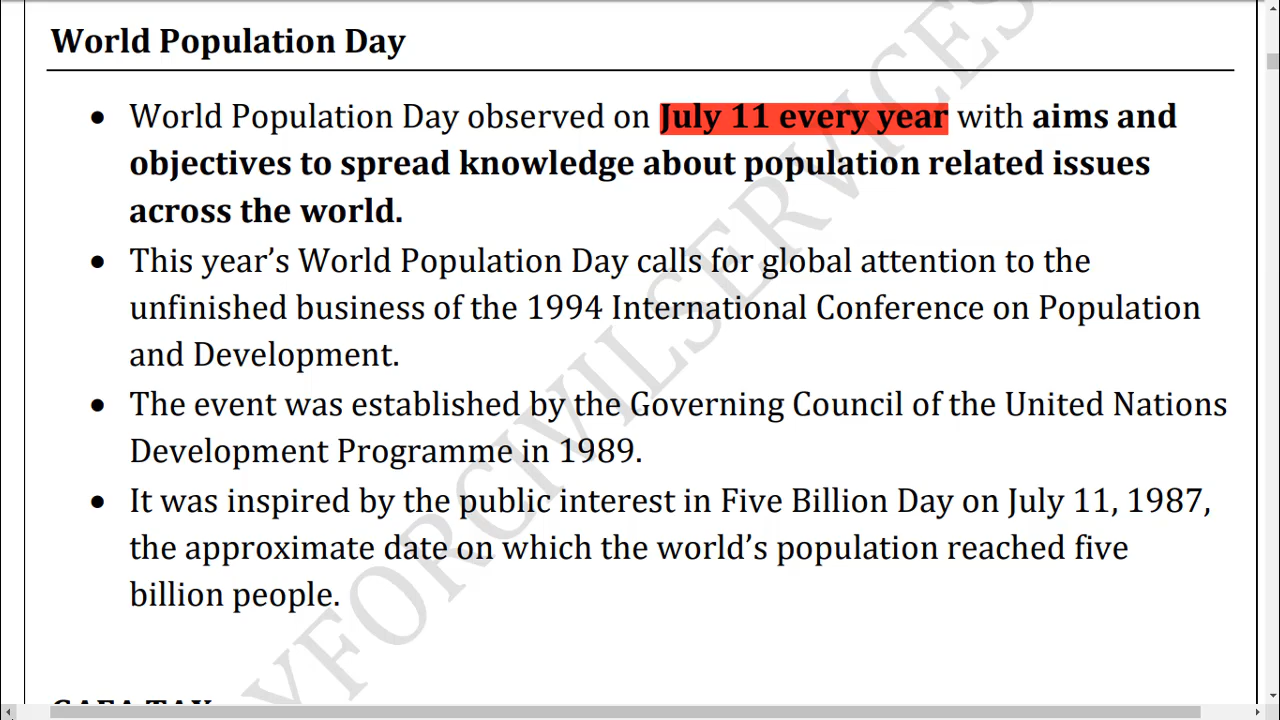 World Population Day
• World Population Day observed on July 11 every year with aims and
objectives to spread knowledge about population related issues
across the world.
• This year’s World Population Day calls for global attention to the
unfinished business of the 1994 International Conference on Population
and Development.
• The event was established by the Governing Council of the United Nations
Development Programme in 1989.
• It was inspired by the public interest in Five Billion Day on July 11, 1987,
the approximate date on which the world’s population reached five
billion people.
YFORCIVILSERVICES
GAFA TAX